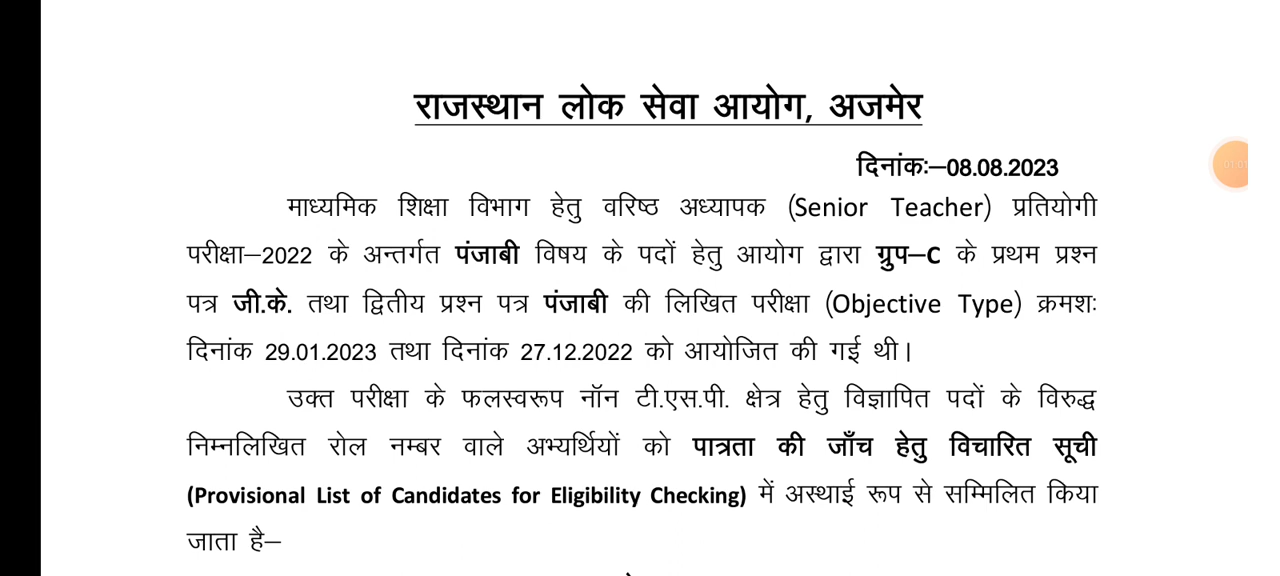 राजस्थान लोक सेवा आयोग, अजमेर
दिनांकः–08.08.2023
माध्यमिक शिक्षा विभाग हेतु वरिष्ठ अध्यापक (Senior Teacher) प्रतियोगी
परीक्षा–2022 के अन्तर्गत पंजाबी विषय के पदों हेतु आयोग द्वारा ग्रुप–C के प्रथम प्रश्न
पत्र जी.के. तथा द्वितीय प्रश्न पत्र पंजाबी की लिखित परीक्षा (Objective Type) क्रमशः
दिनांक 29.01.2023 तथा दिनांक 27.12.2022 को आयोजित की गई थी।
उक्त परीक्षा के फलस्वरूप नॉन टी.एस.पी. क्षेत्र हेतु विज्ञापित पदों के विरुद्ध
निम्नलिखित रोल नम्बर वाले अभ्यर्थियों को पात्रता की जाँच हेतु विचारित सूची
(Provisional List of Candidates for Eligibility Checking) में अस्थाई रूप से सम्मिलित किया
जाता है–